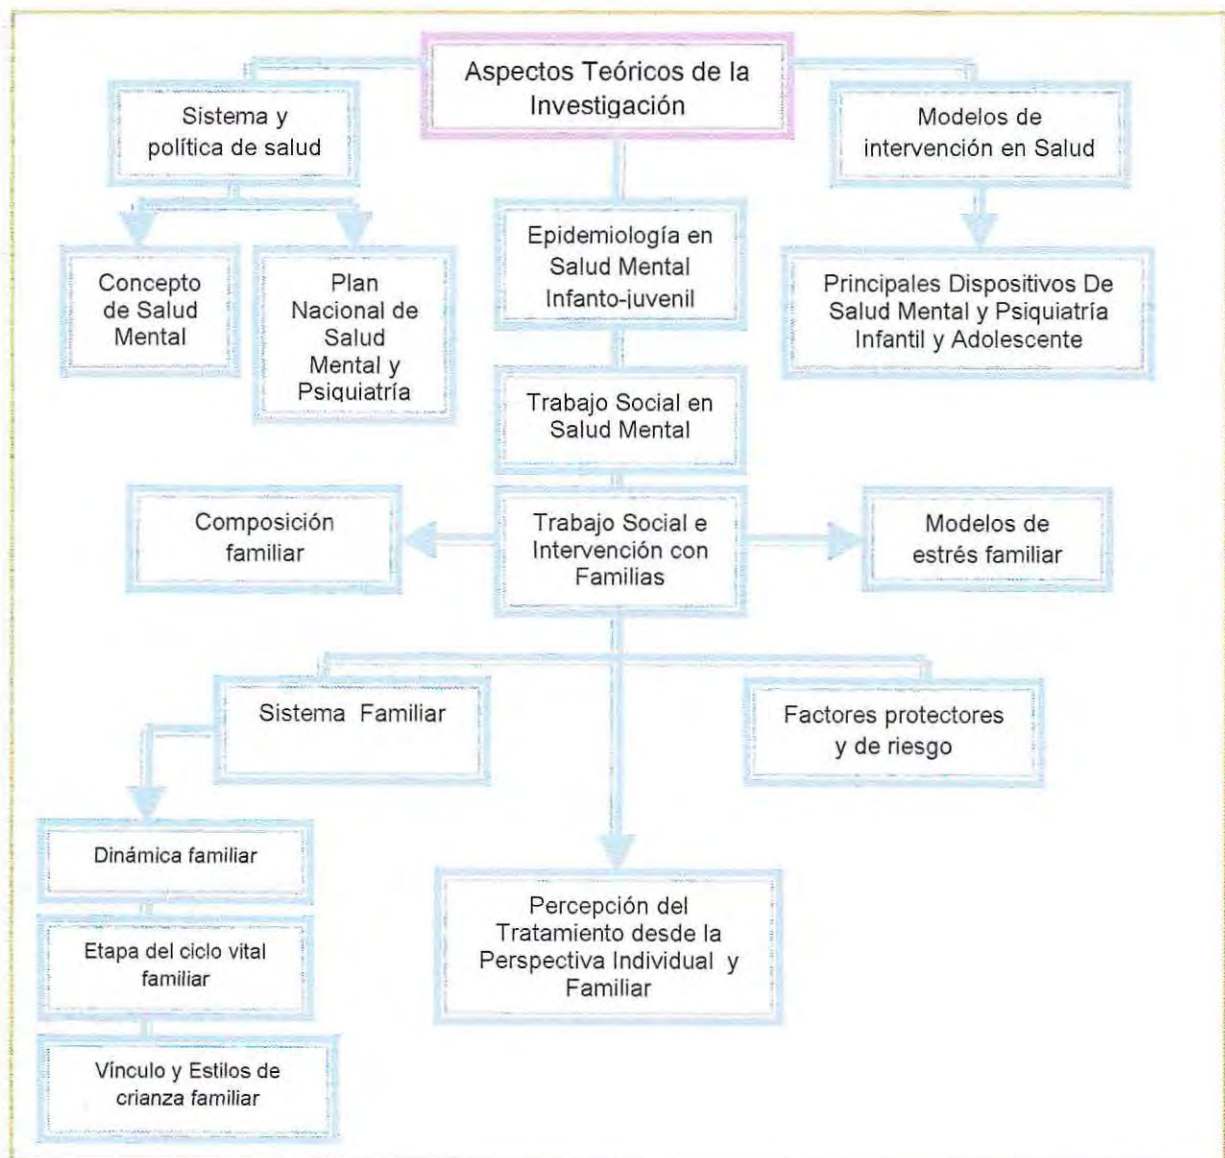 Aspectos Teóricos de la
Investigación
Sistema y
política de salud
Modelos de
intervención en Salud
Concepto
de Salud
Mental
Plan
Nacional de
Salud
Mental y
Psiquiatría
Epidemiología en
Salud Mental
Infanto-juvenil
Principales Dispositivos De
Salud Mental y Psiquiatría
Infantil y Adolescente
Trabajo Social en
Salud Mental
Composición
familiar
Trabajo Social e
Intervención con
Familias
Modelos de
estrés familiar
Sistema Familiar
Factores protectores
y de riesgo
Dinámica familiar
Etapa del ciclo vital
familiar
Vínculo y Estilos de
crianza familiar
Percepción del
Tratamiento desde la
Perspectiva Individual y
Familiar